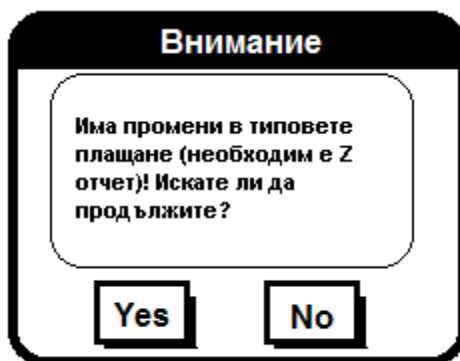 Внимание
Има промени в типовете
плащане (необходим е Z
отчет)! Искате ли да
продължите?
Yes
No